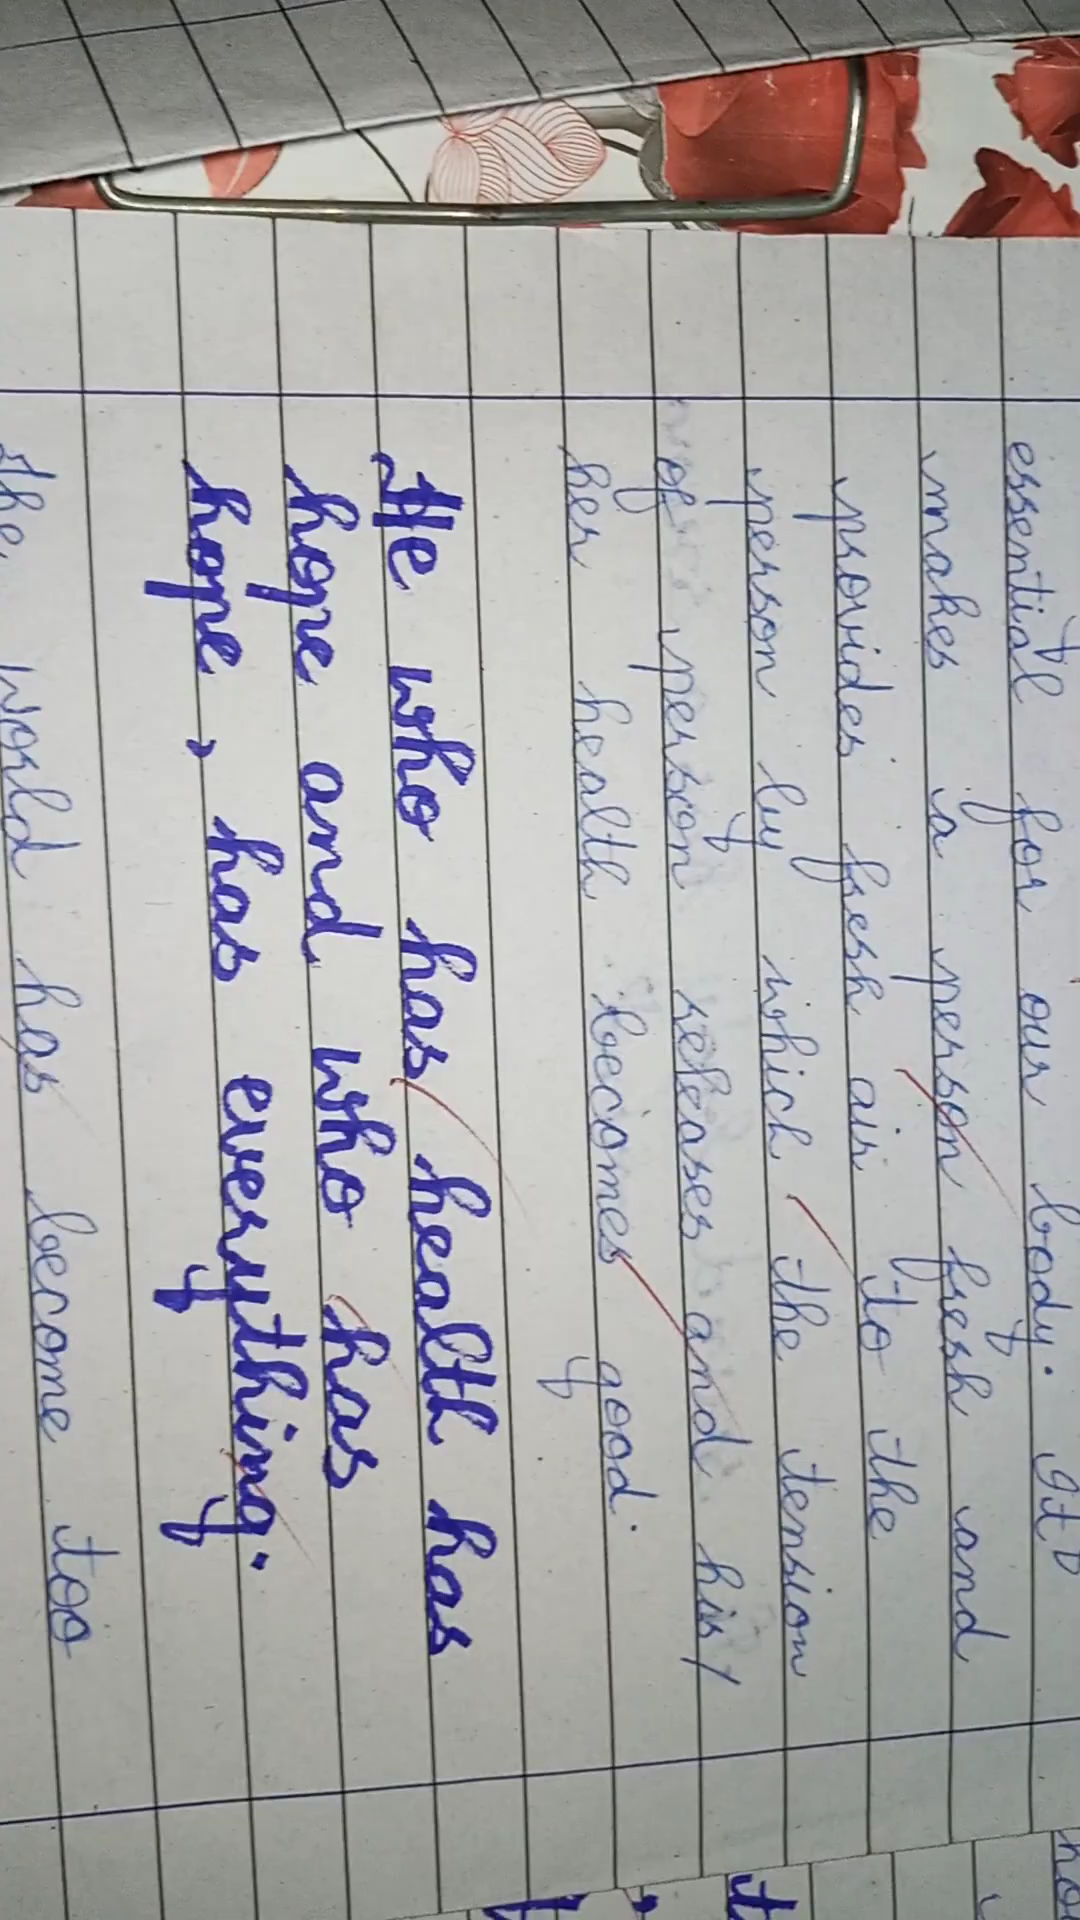 essential for our body. It
makes a person fresh and
provides fresh air to the
person by which the tension
of person releases and his/
her health becomes good.
He who has health has
hope and who has
hope, has everything.
the world has become too